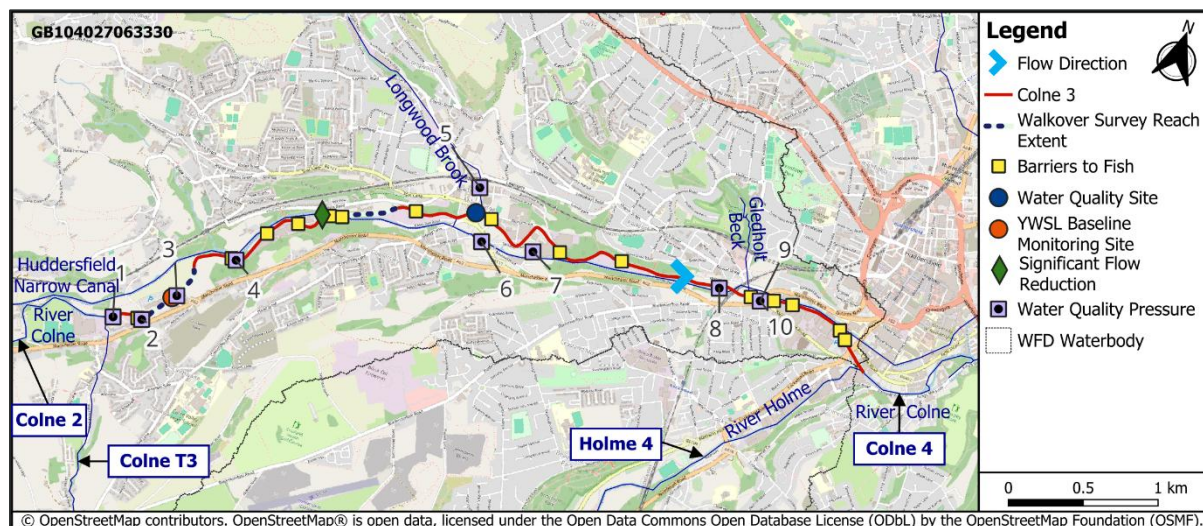 GB104027063330
Longwood Brook
5
Gledholt
Beck
3
1
Huddersfield
Narrow Canal
River
Colne
4
2
6
7
9
8
10
Colne 2
Colne T3
Holme 4
River Holme
River Colne
Colne 4
Legend
N
Flow Direction
Colne 3
Walkover Survey Reach
Extent
Barriers to Fish
Water Quality Site
YWSL Baseline
Monitoring Site
Significant Flow
Reduction
Water Quality Pressure
WFD Waterbody
0 0.5 1 km
© OpenStreetMap contributors. OpenStreetMap® is open data, licensed under the Open Data Commons Open Database License (ODbL) by the OpenStreetMap Foundation (OSMF)